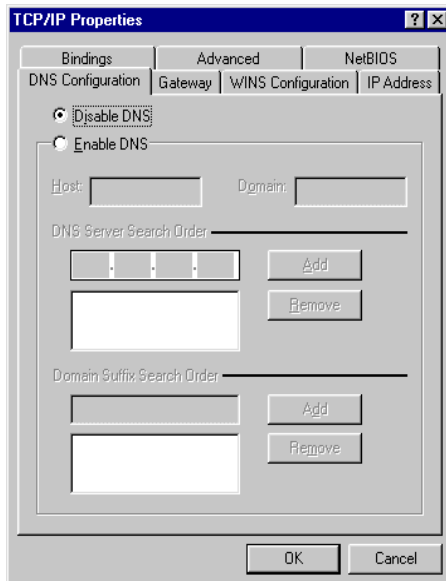 TCP/IP Properties
Bindings Advanced NetBIOS
DNS Configuration Gateway WINS Configuration IP Address
Disable DNS
Enable DNS
Host: Domain:
DNS Server Search Order
Add
Remove
Domain Suffix Search Order
Add
Remove
OK Cancel